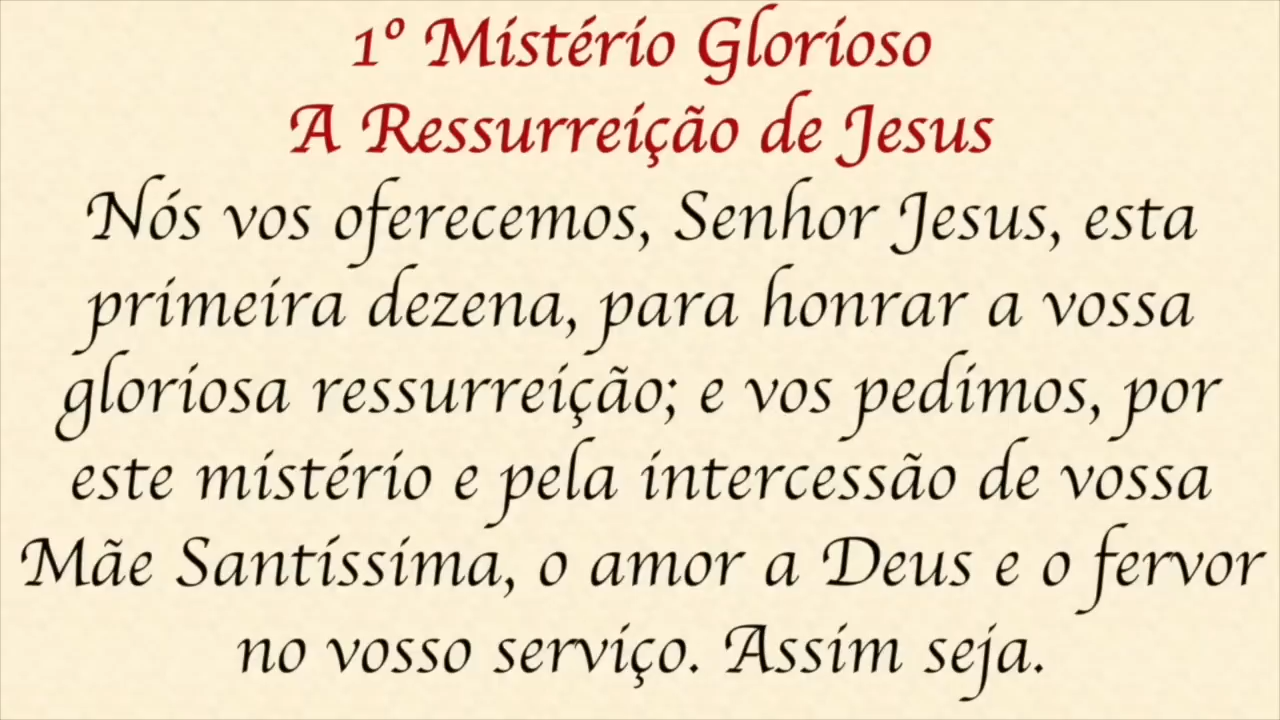 1º Mistério Glorioso
A Ressurreição de Jesus
Nós vos oferecemos, Senhor Jesus, esta
primeira dezena, para honrar a vossa
gloriosa ressurreição; e vos pedimos, por
este mistério e pela intercessão de vossa
Mãe Santíssima, o amor a Deus e o fervor
no vosso serviço. Assim seja.